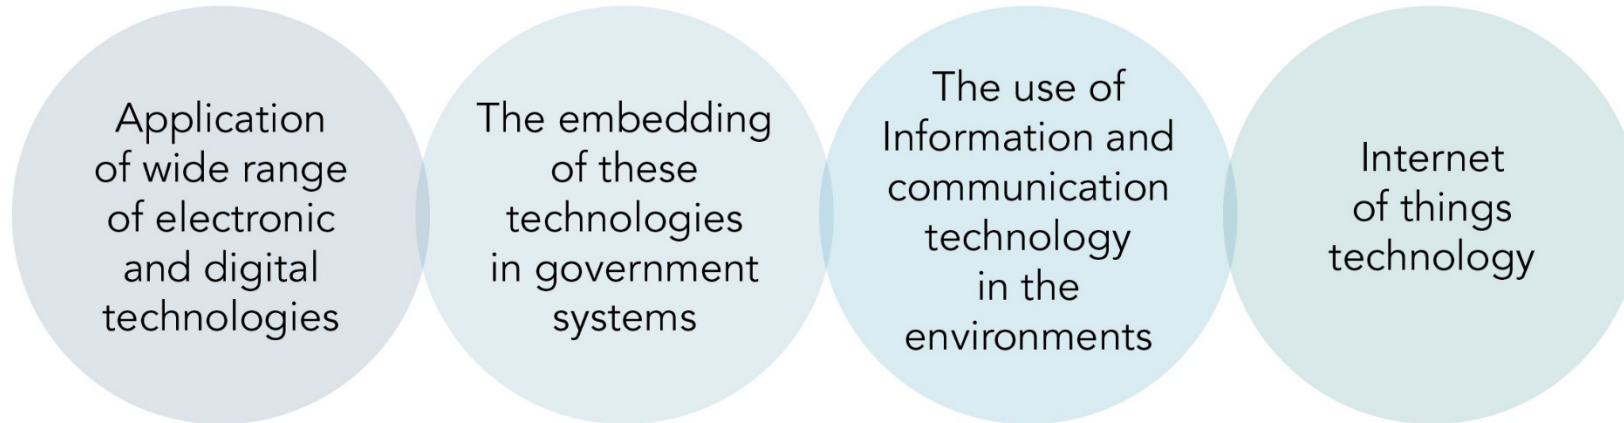 Application
of wide range
of electronic
and digital
technologies
The embedding
of these
technologies
in government
systems
The use of
Information and
communication
technology
in the
environments
Internet
of things
technology